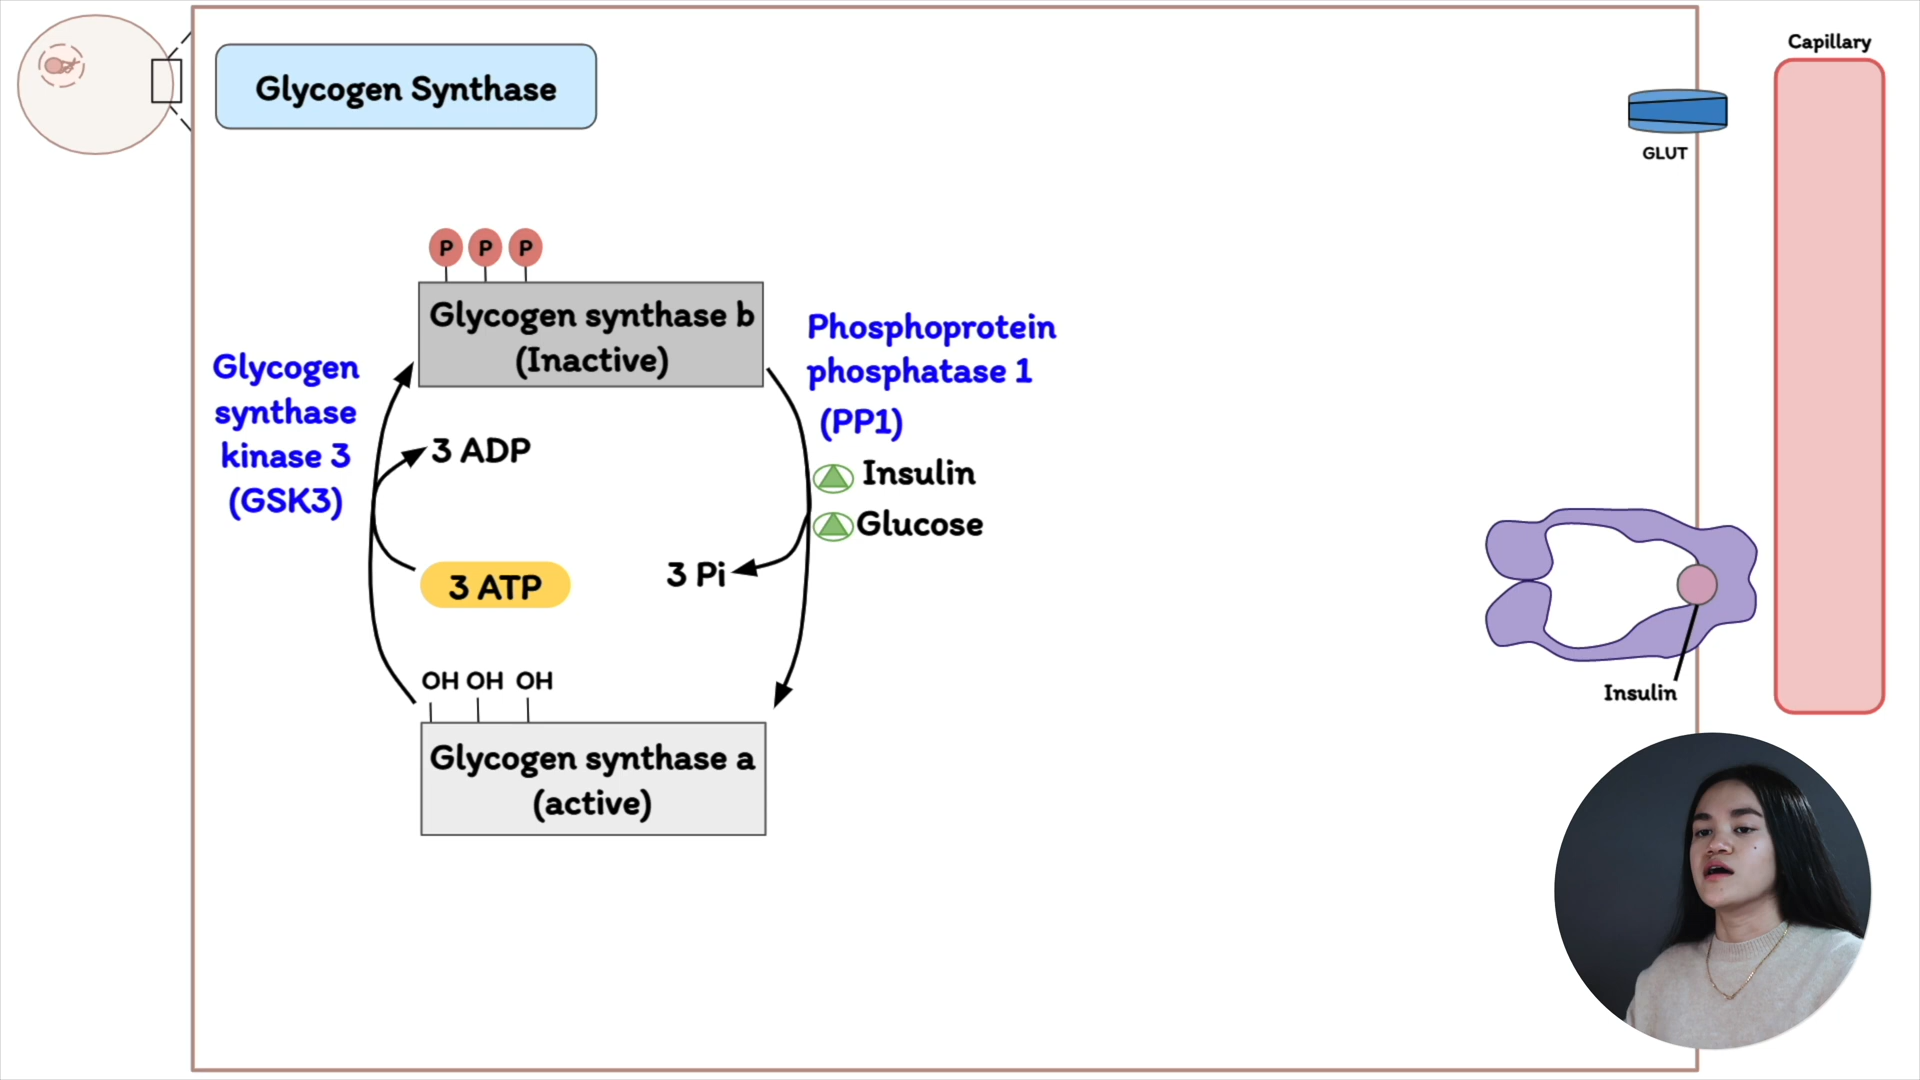 Glycogen Synthase
Capillary
GLUT
P P P
Glycogen synthase b
(Inactive)
Glycogen
synthase
kinase 3
(GSK3)
Phosphoprotein
phosphatase 1
(PP1)
Insulin
Glucose
3 ADP
3 ATP
3 Pi
OH OH OH
Glycogen synthase a
(active)
Insulin